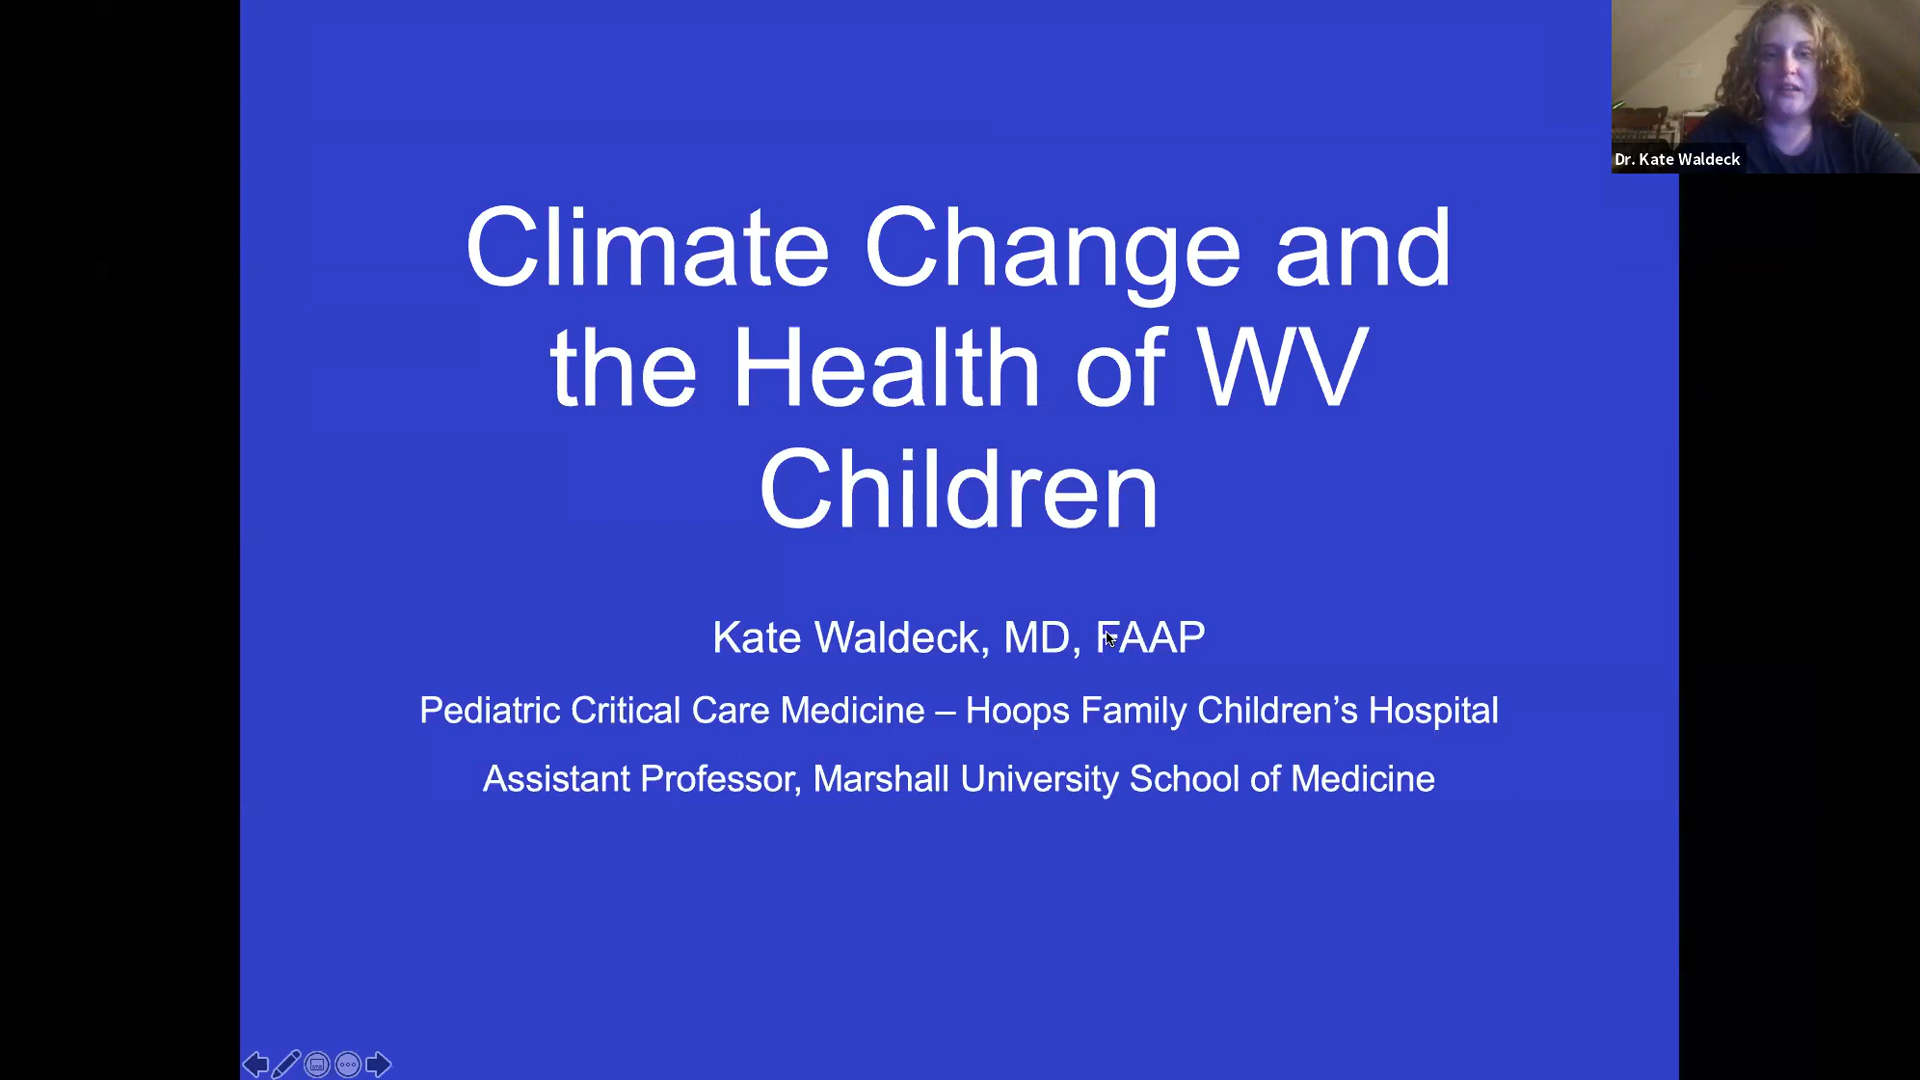 Dr. Kate Waldeck
Climate Change and
the Health of WV
Children
Kate Waldeck, MD, FAAP
Pediatric Critical Care Medicine – Hoops Family Children’s Hospital
Assistant Professor, Marshall University School of Medicine